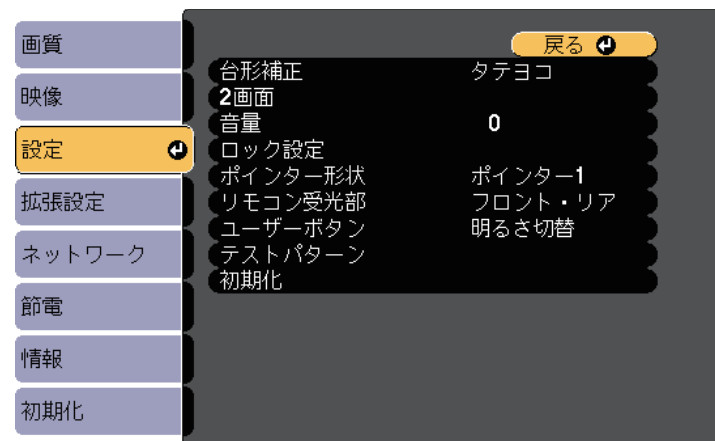 画質
映像
設定
拡張設定
ネットワーク
節電
情報
初期化
戻る
台形補正 タテヨコ
2画面
音量 0
ロック設定
ポインター形状 ポインター1
リモコン受光部 フロント・リア
ユーザーボタン 明るさ切替
テストパターン
初期化